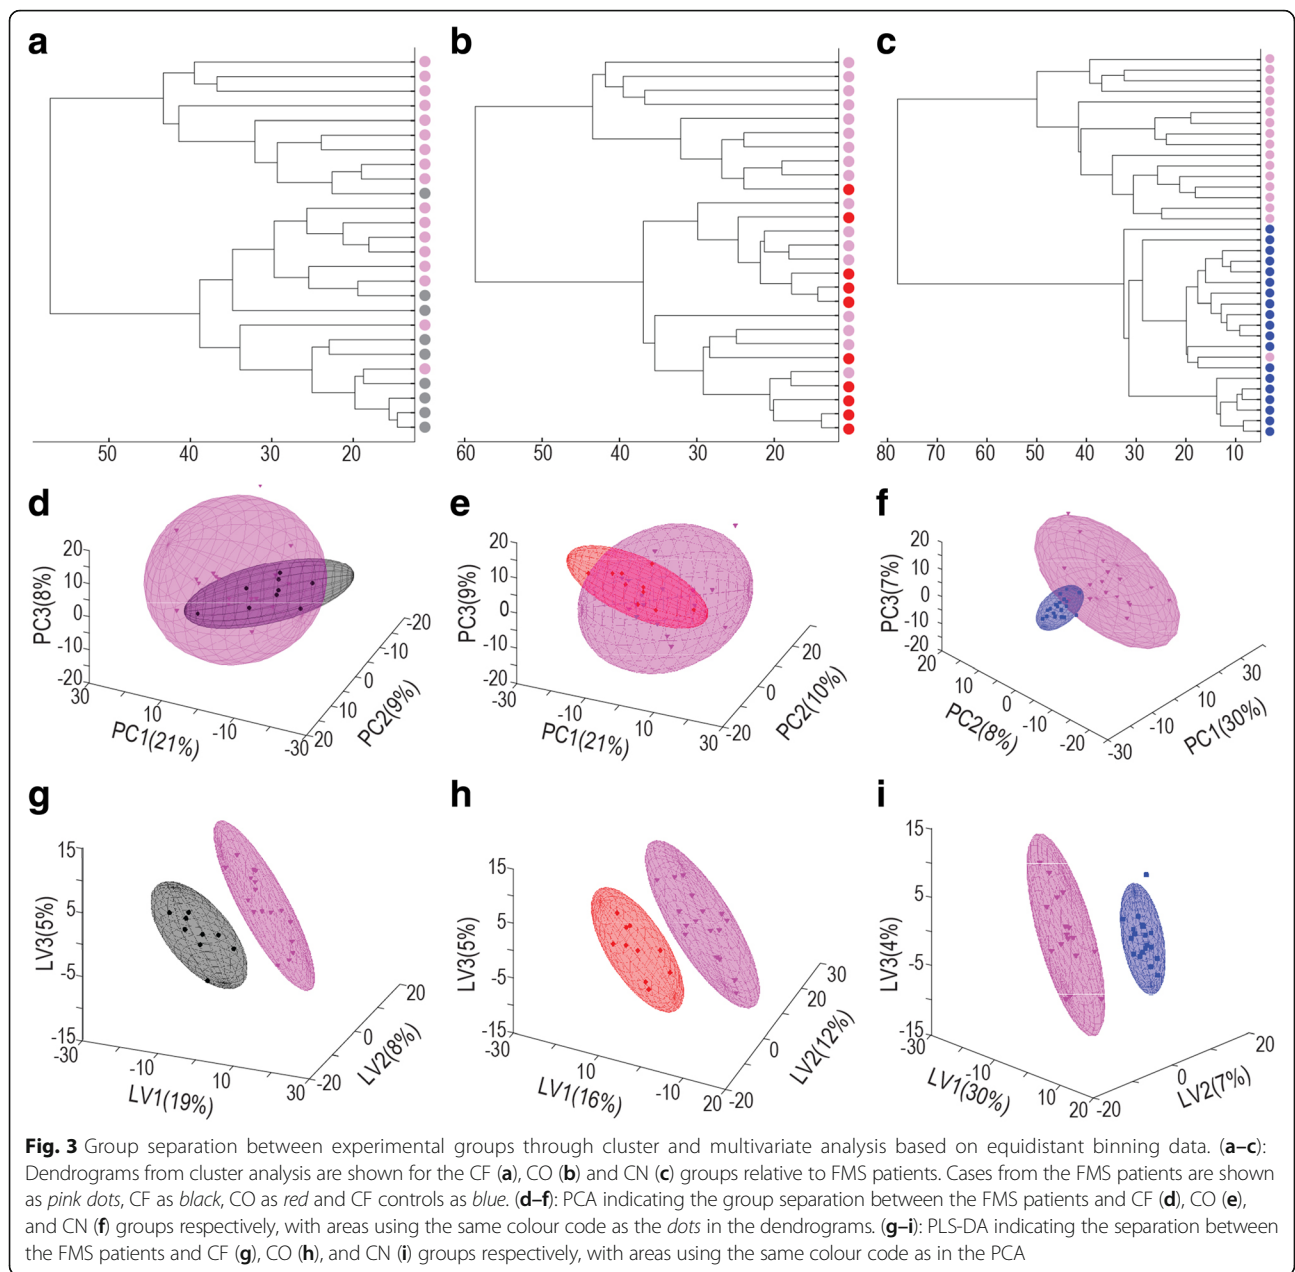 a
b
c
50 40 30 20
60 50 40 30 20
80 70 60 50 40 30 20 10
d
20
10
0
-10
-20
PC3(8%)
30 10 -10 -30
PC1(21%)
20 10 0 -10 -20
PC2(9%)
e
20
10
0
-10
-20
PC3(9%)
-30 -10 10 30
PC1(21%)
-20 0 20
PC2(10%)
f
20
10
0
-10
-20
PC3(7%)
20 10 0 -10 -20
PC2(8%)
-30 -10 10 30
PC1(30%)
g
15
5
-5
-15
LV3(5%)
-30 -10 10 30
LV1(19%)
-20 0 20
LV2(8%)
h
15
5
-5
-15
LV3(5%)
-30 10 -10 20
LV1(16%)
-20 0 20 30
LV2(12%)
i
15
5
-5
-15
LV3(4%)
-30 -10 10 20
LV1(30%)
-20 0 20
LV2(7%)
Fig. 3 Group separation between experimental groups through cluster and multivariate analysis based on equidistant binning data. (a–c):
Dendrograms from cluster analysis are shown for the CF (a), CO (b) and CN (c) groups relative to FMS patients. Cases from the FMS patients are shown
as pink dots, CF as black, CO as red and CF controls as blue. (d–f): PCA indicating the group separation between the FMS patients and CF (d), CO (e),
and CN (f) groups respectively, with areas using the same colour code as the dots in the dendrograms. (g–i): PLS-DA indicating the separation between
the FMS patients and CF (g), CO (h), and CN (i) groups respectively, with areas using the same colour code as in the PCA